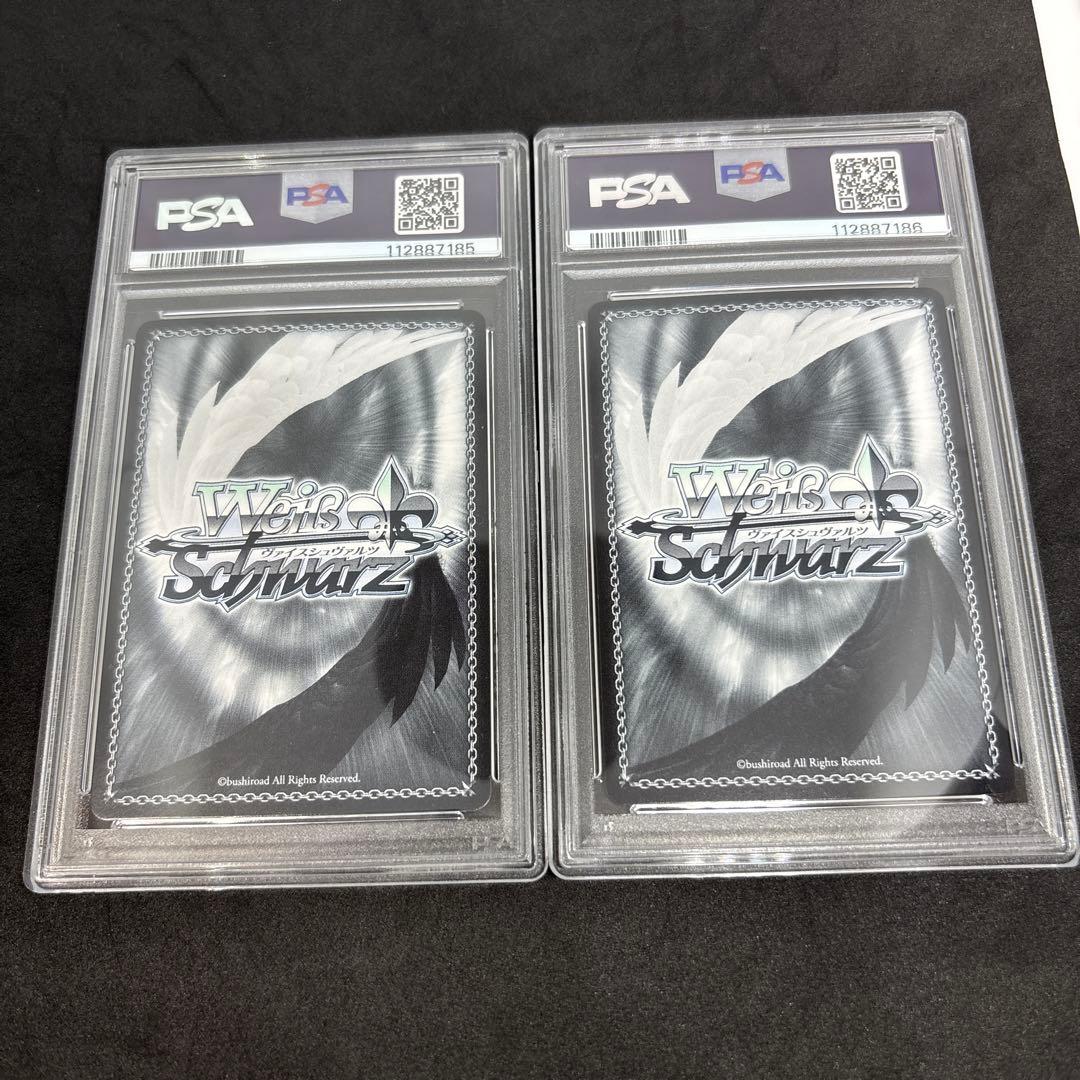 PSA
PSA
112887185
Weiß
ヴァイスシュヴァルツ
Schwarz
©bushiroad All Rights Reserved.
PSA
PSA
112887186
Weiß
ヴァイスシュヴァルツ
Schwarz
©bushiroad All Rights Reserved.